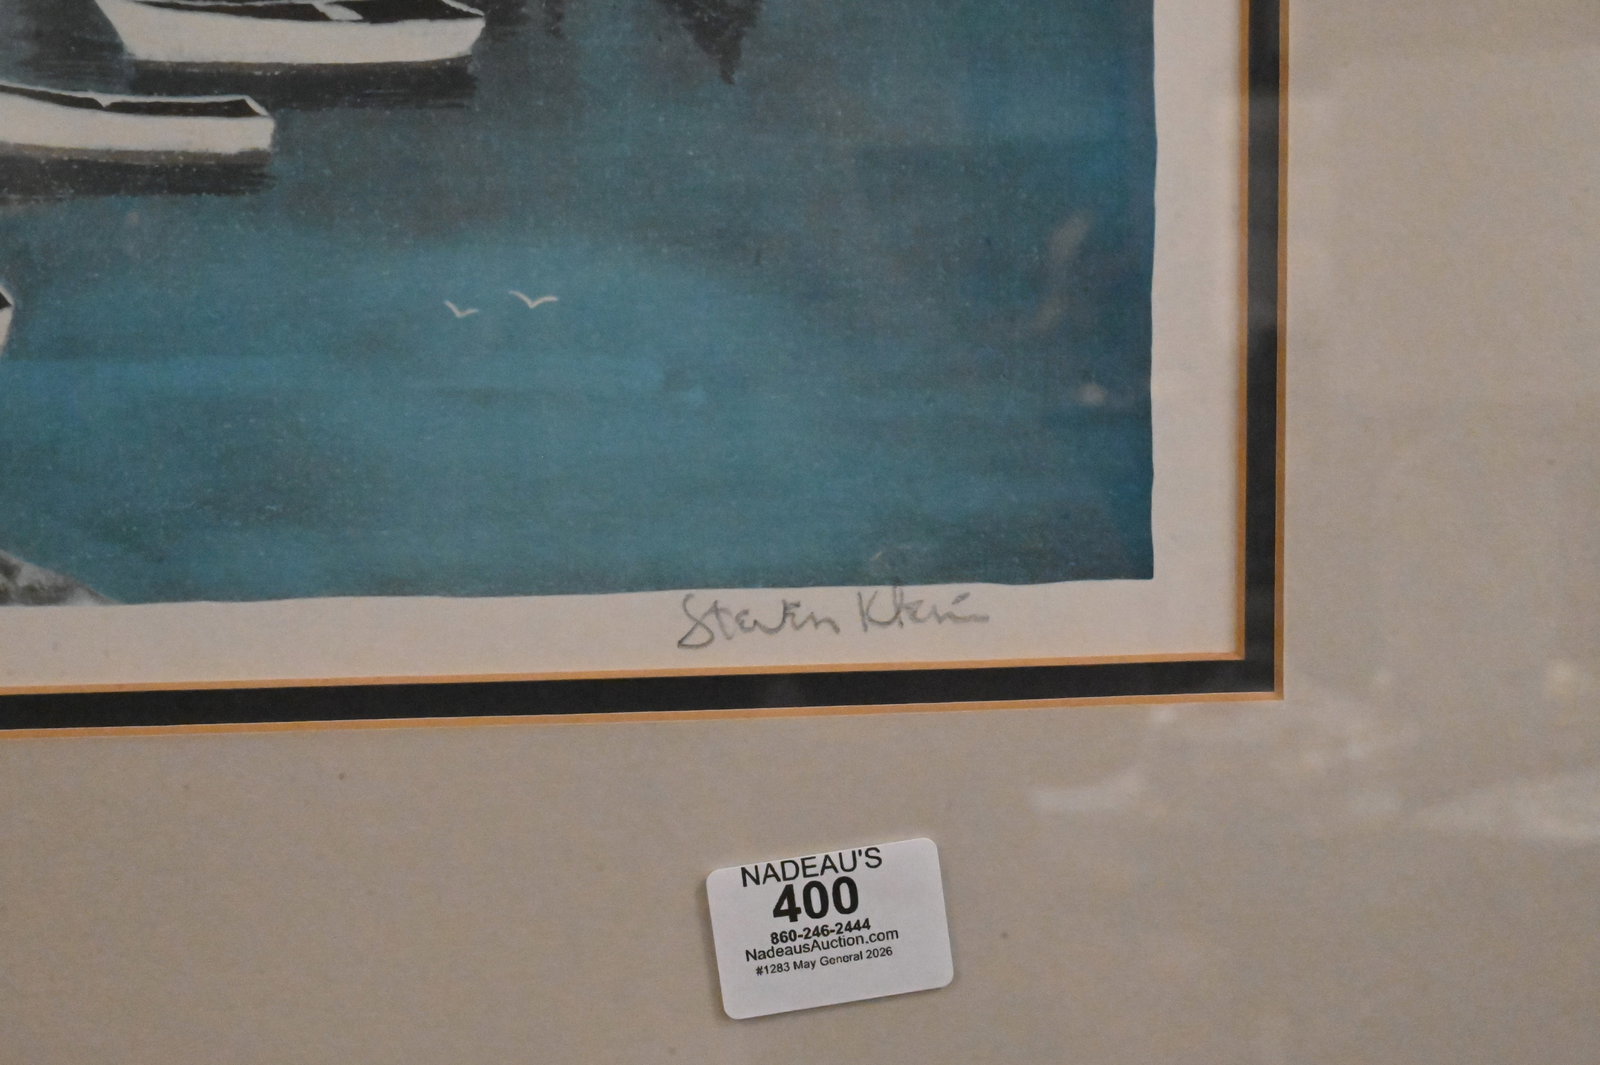 Steven Klein
NADEAU'S
400
860-246-2444
NadeausAuction.com
#1283 May General 2026